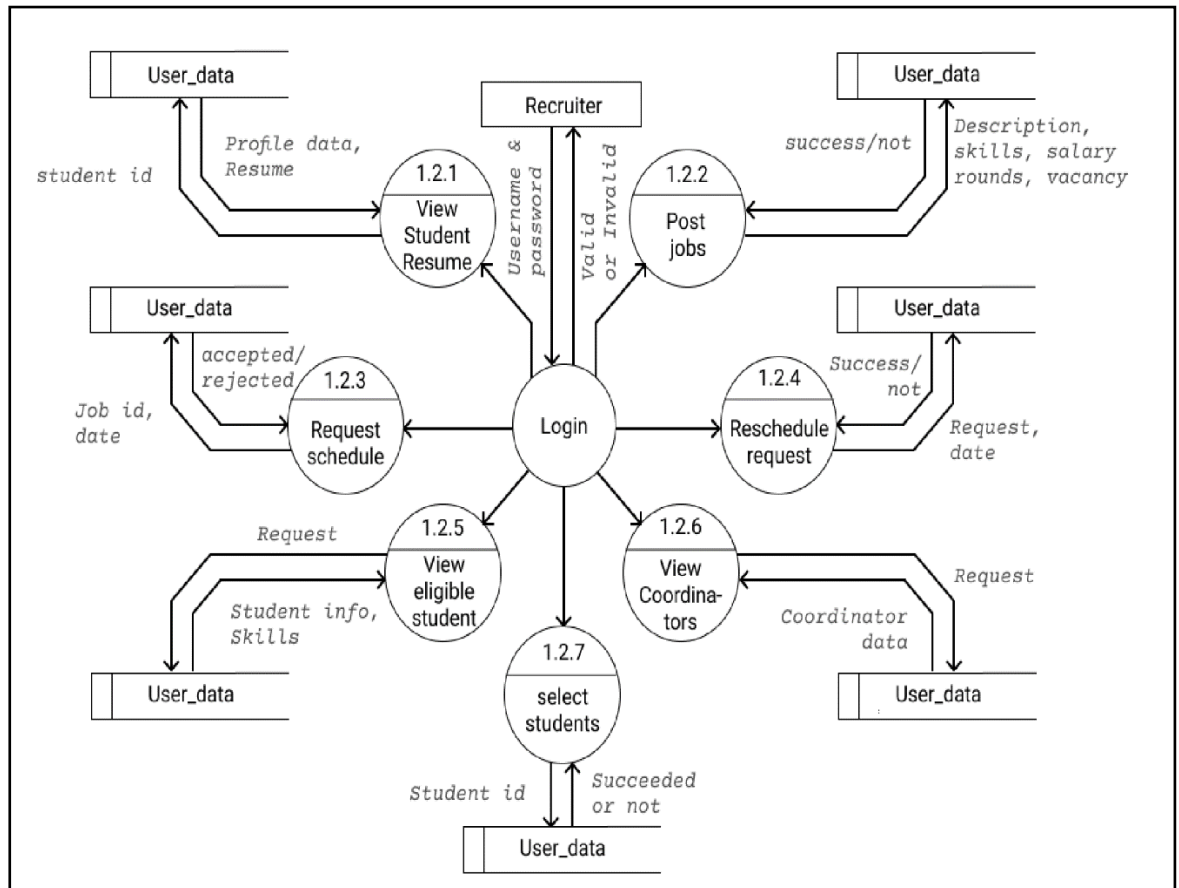 User_data
Recruiter
User_data
student id
Profile data,
Resume
1.2.1
View
Student
Resume
Username &
password
Valid
or Invalid
1.2.2
Post
jobs
success/not
Description,
skills, salary
rounds, vacancy
User_data
accepted/
rejected
Job id,
date
1.2.3
Request
schedule
Login
1.2.4
Reschedule
request
User_data
Success/
not
Request,
date
Request
Student info,
Skills
1.2.5
View
eligible
student
User_data
1.2.6
View
Coordina-
tors
Request
Coordinator
data
User_data
1.2.7
select
students
Student id
Succeeded
or not
User_data